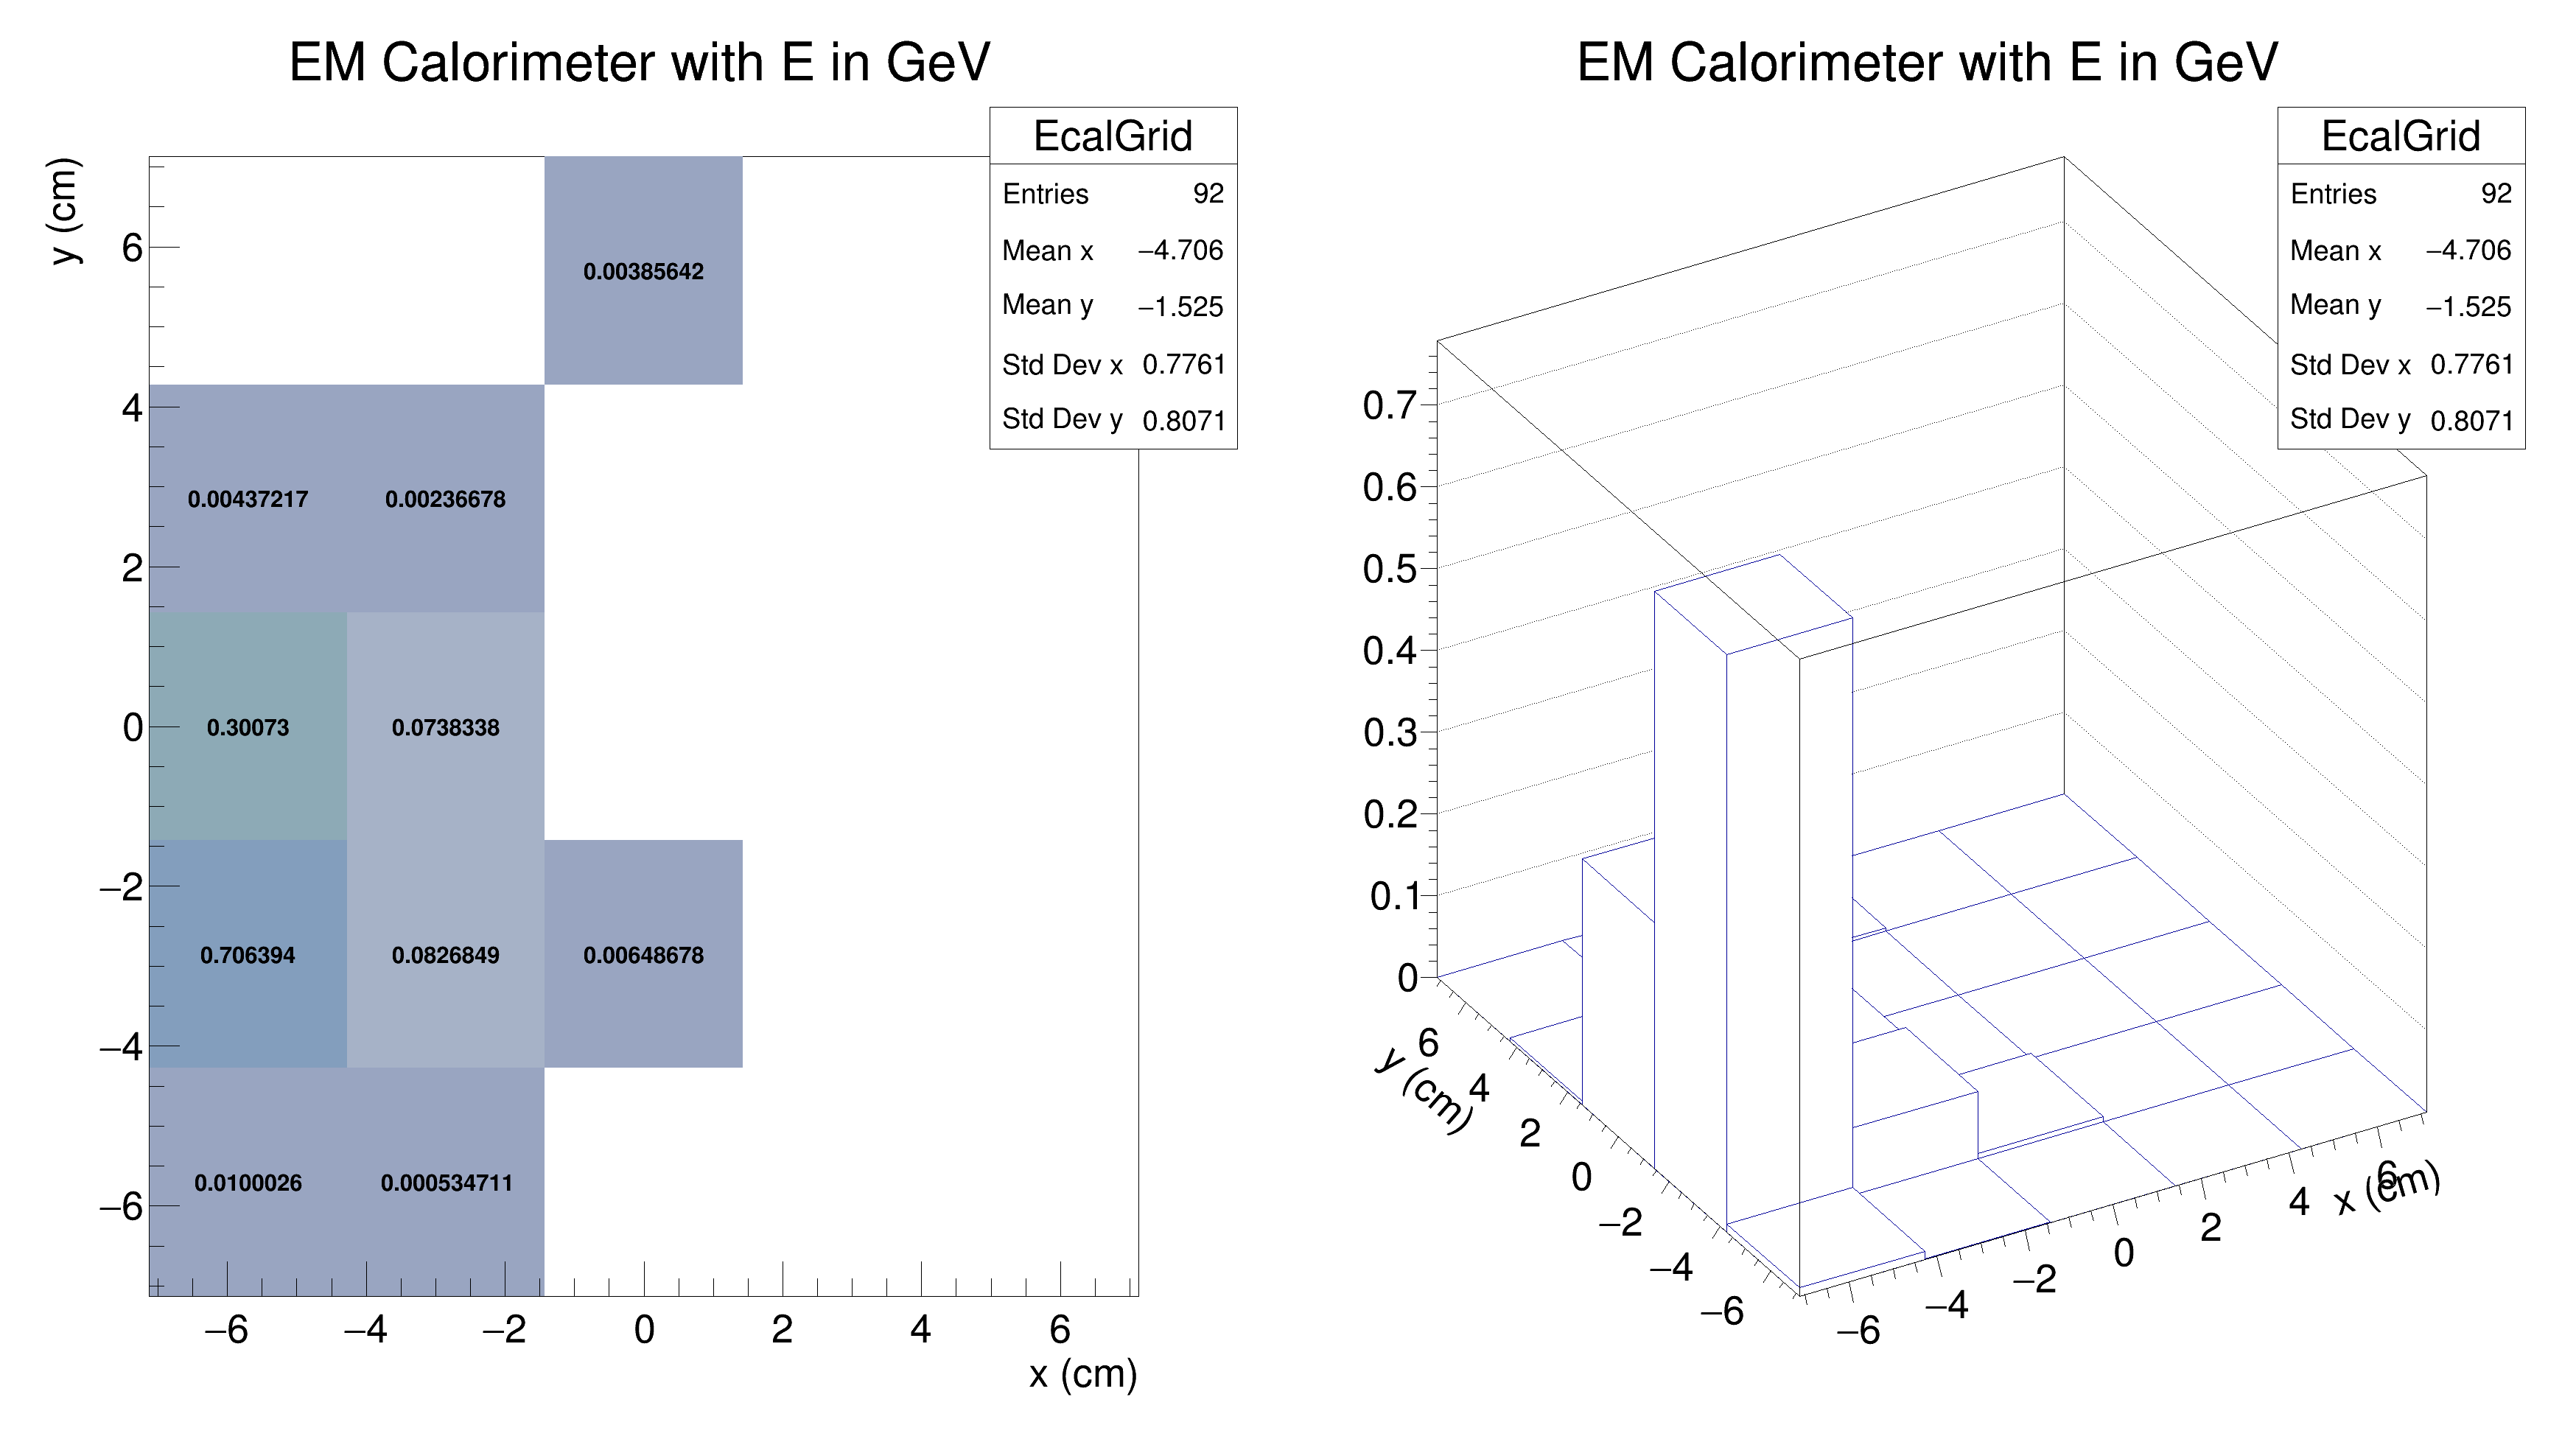 EM Calorimeter with E in GeV
EcalGrid
Entries 92
Mean x −4.706
Mean y −1.525
Std Dev x 0.7761
Std Dev y 0.8071
y (cm)
6
4
2
0
−2
−4
−6
0.00385642
0.00437217 0.00236678
0.30073 0.0738338
0.706394 0.0826849 0.00648678
0.0100026 0.000534711
−6 −4 −2 0 2 4 6
x (cm)
EM Calorimeter with E in GeV
EcalGrid
Entries 92
Mean x −4.706
Mean y −1.525
Std Dev x 0.7761
Std Dev y 0.8071
0.7
0.6
0.5
0.4
0.3
0.2
0.1
0
6
4
2
0
−2
−4
−6
y (cm)
−6
−4
−2
0
2
4
6
x (cm)